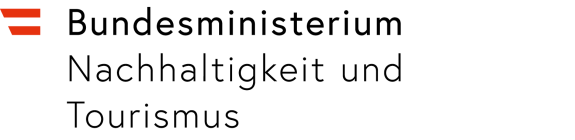 Bundesministerium
Nachhaltigkeit und
Tourismus